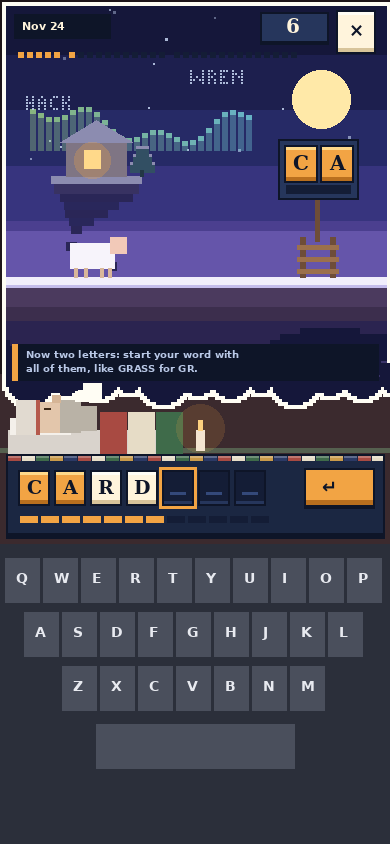 Nov 24
6
×
WREN
HACK
C A
Now two letters: start your word with
all of them, like GRASS for GR.
C A R D _ _ _ ↵
Q W E R T Y U I O P
A S D F G H J K L
Z X C V B N M